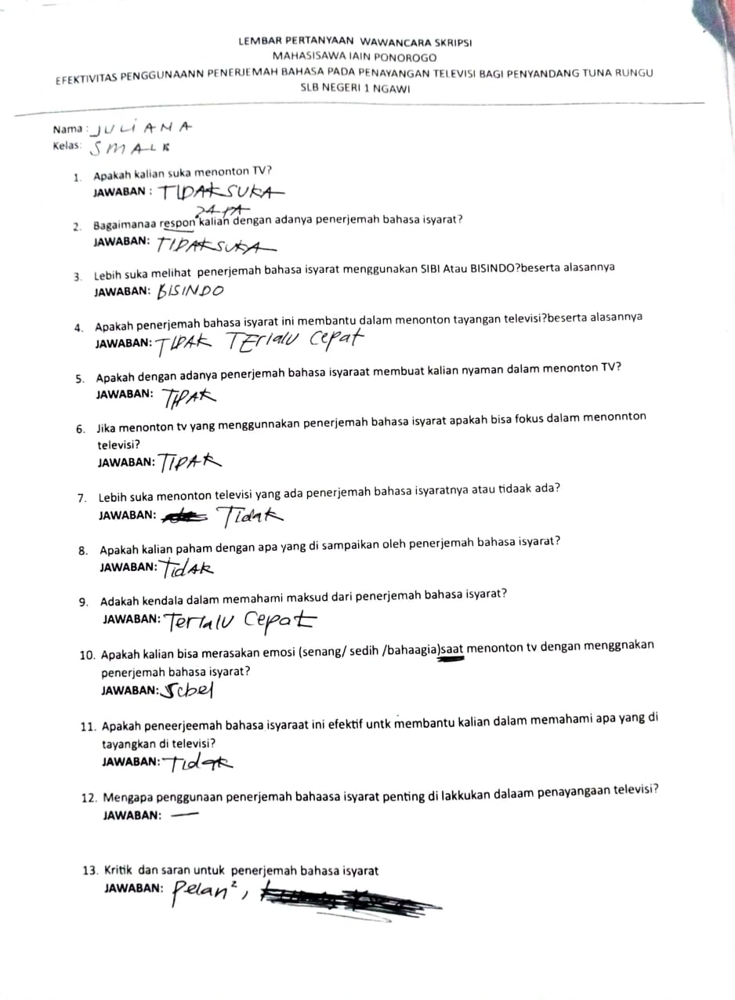 LEMBAR PERTANYAAN WAWANCARA SKRIPSI
MAHASISAWA IAIN PONOROGO
EFEKTIVITAS PENGGUNAANN PENERJEMAH BAHASA PADA PENAYANGAN TELEVISI BAGI PENYANDANG TUNA RUNGU
SLB NEGERI 1 NGAWI
Nama : JULIANA
Kelas: SMALB
1. Apakah kalian suka menonton TV?
JAWABAN : TIDAK SUKA
2. Bagaimanaa respon kalian dengan adanya penerjemah bahasa isyarat?
JAWABAN: TIDAK SUKA
3. Lebih suka melihat penerjemah bahasa isyarat menggunakan SIBI Atau BISINDO?beserta alasannya
JAWABAN: BISINDO
4. Apakah penerjemah bahasa isyarat ini membantu dalam menonton tayangan televisi?beserta alasannya
JAWABAN: TIDAK TErlalu cepat
5. Apakah dengan adanya penerjemah bahasa isyaraat membuat kalian nyaman dalam menonton TV?
JAWABAN: TIDAK
6. Jika menonton tv yang menggunnakan penerjemah bahasa isyarat apakah bisa fokus dalam menonnton
televisi?
JAWABAN: TIDAK
7. Lebih suka menonton televisi yang ada penerjemah bahasa isyaratnya atau tidaak ada?
JAWABAN: Tidak
8. Apakah kalian paham dengan apa yang di sampaikan oleh penerjemah bahasa isyarat?
JAWABAN: TidAk
9. Adakah kendala dalam memahami maksud dari penerjemah bahasa isyarat?
JAWABAN: Terlalu Cepat
10. Apakah kalian bisa merasakan emosi (senang/ sedih /bahaagia)saat menonton tv dengan menggnakan
penerjemah bahasa isyarat?
JAWABAN: Sebel
11. Apakah peneerjeemah bahasa isyaraat ini efektif untk membantu kalian dalam memahami apa yang di
tayangkan di televisi?
JAWABAN: Tidak
12. Mengapa penggunaan penerjemah bahaasa isyarat penting di lakkukan dalaam penayangaan televisi?
JAWABAN: —
13. Kritik dan saran untuk penerjemah bahasa isyarat
JAWABAN: Pelan²,